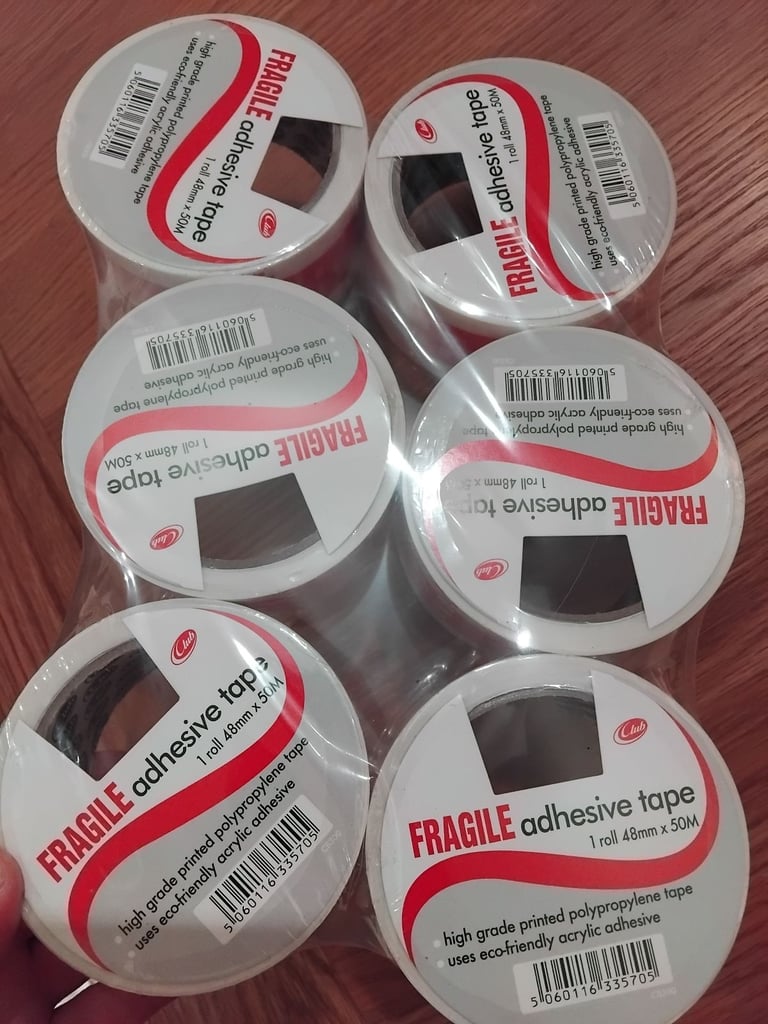 FRAGILE adhesive tape
1 roll 48mm x 50M
high grade printed polypropylene tape
uses eco-friendly acrylic adhesive
5 060116 335705
Club
Club
FRAGILE adhesive tape
1 roll 48mm x 50M
high grade printed polypropylene tape
uses eco-friendly acrylic adhesive
5 060116 335705
Club
FRAGILE adhesive tape
1 roll 48mm x 50M
high grade printed polypropylene tape
uses eco-friendly acrylic adhesive
5 060116 335705
Club
FRAGILE adhesive tape
1 roll 48mm x 50M
high grade printed polypropylene tape
uses eco-friendly acrylic adhesive
5 060116 335705
Club
FRAGILE adhesive tape
1 roll 48mm x 50M
high grade printed polypropylene tape
uses eco-friendly acrylic adhesive
5 060116 335705
Club
FRAGILE adhesive tape
1 roll 48mm x 50M
high grade printed polypropylene tape
uses eco-friendly acrylic adhesive
5 060116 335705